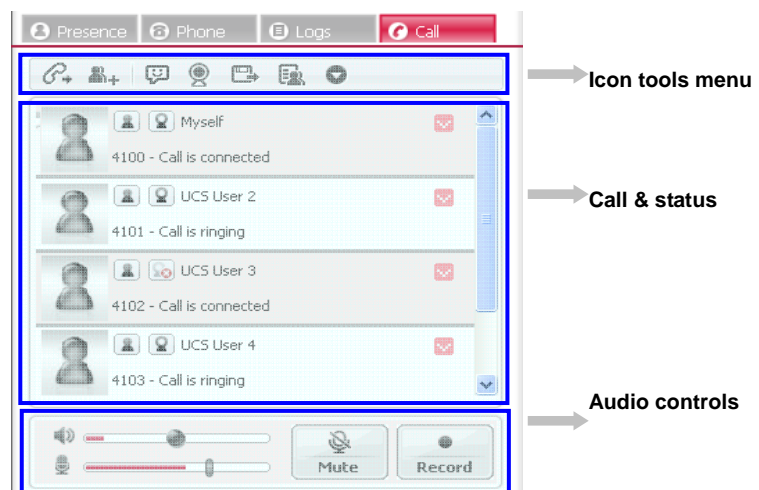 Presence Phone Logs Call
Icon tools menu
Myself
4100 - Call is connected
UCS User 2
Call & status
4101 - Call is ringing
UCS User 3
4102 - Call is connected
UCS User 4
4103 - Call is ringing
Audio controls
Mute Record